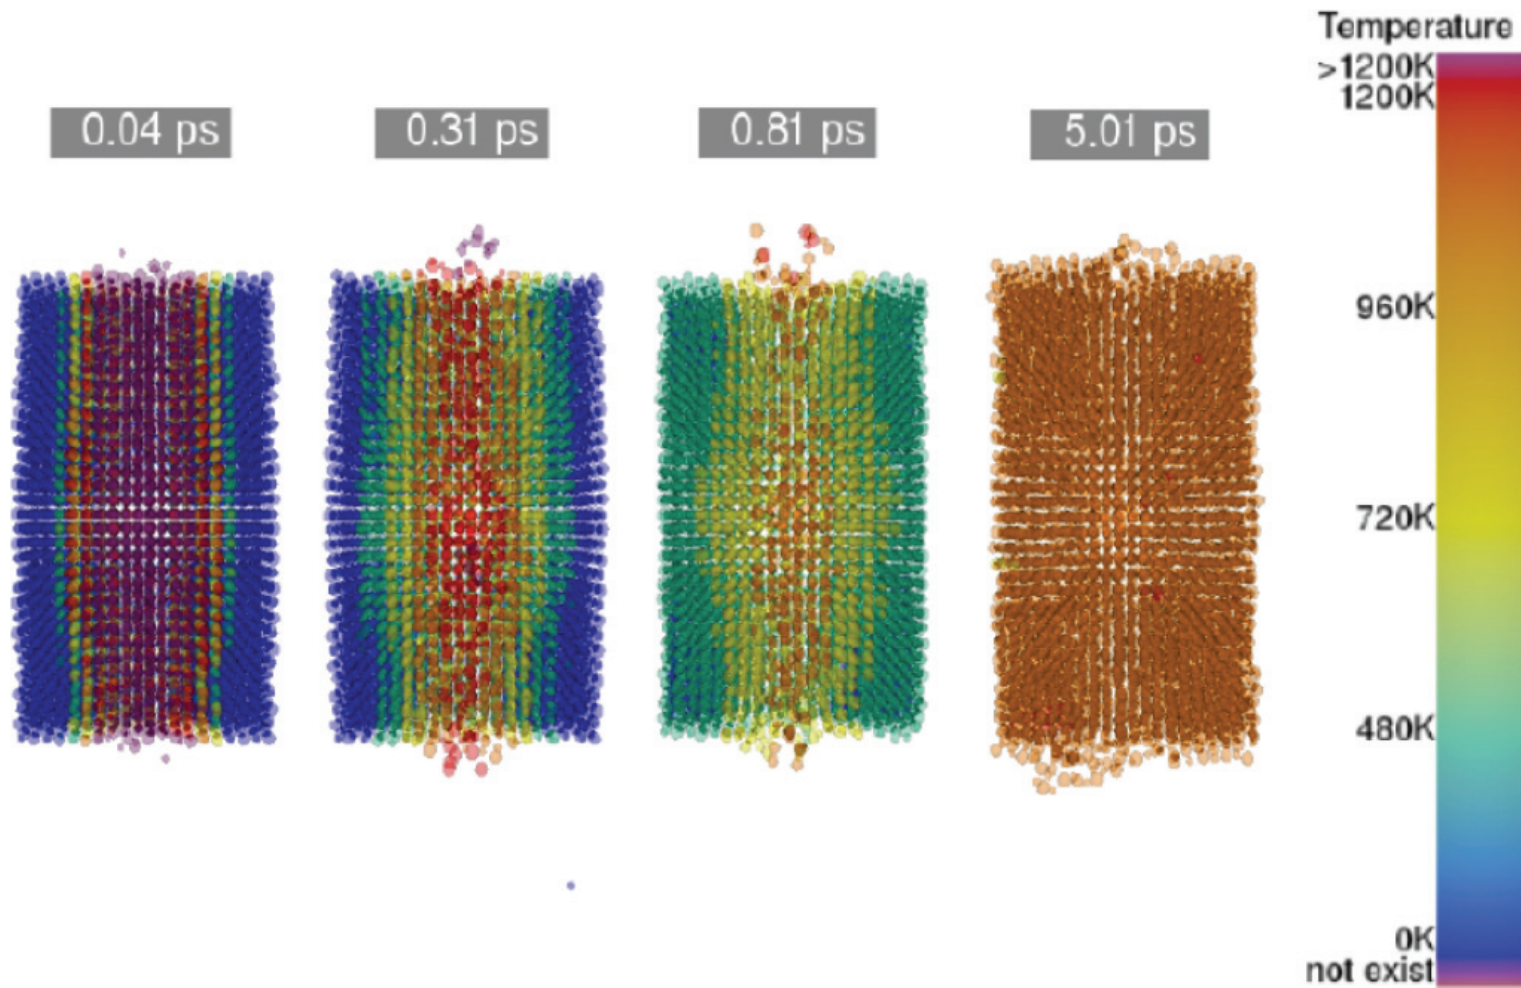 Temperature
>1200K
1200K
0.04 ps
0.31 ps
0.81 ps
5.01 ps
960K
720K
480K
0K
not exist